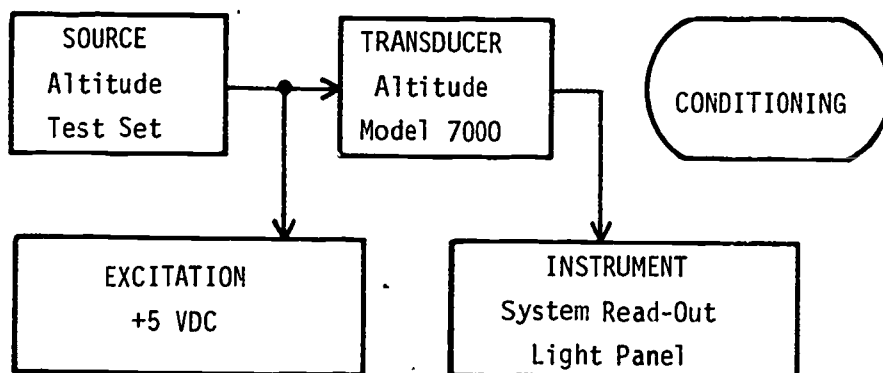 SOURCE
Altitude
Test Set
TRANSDUCER
Altitude
Model 7000
CONDITIONING
EXCITATION
+5 VDC
INSTRUMENT
System Read-Out
Light Panel